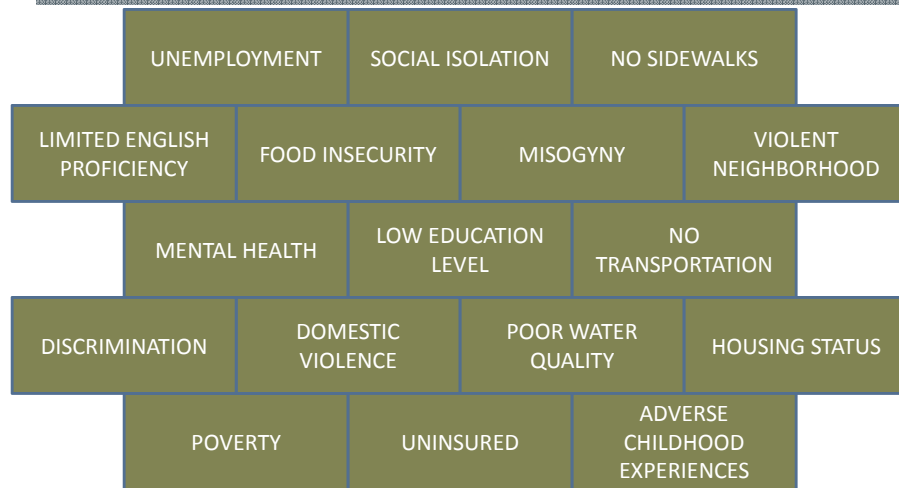 UNEMPLOYMENT
SOCIAL ISOLATION
NO SIDEWALKS
LIMITED ENGLISH
PROFICIENCY
FOOD INSECURITY
MISOGYNY
VIOLENT
NEIGHBORHOOD
MENTAL HEALTH
LOW EDUCATION
LEVEL
NO
TRANSPORTATION
DISCRIMINATION
DOMESTIC
VIOLENCE
POOR WATER
QUALITY
HOUSING STATUS
POVERTY
UNINSURED
ADVERSE
CHILDHOOD
EXPERIENCES